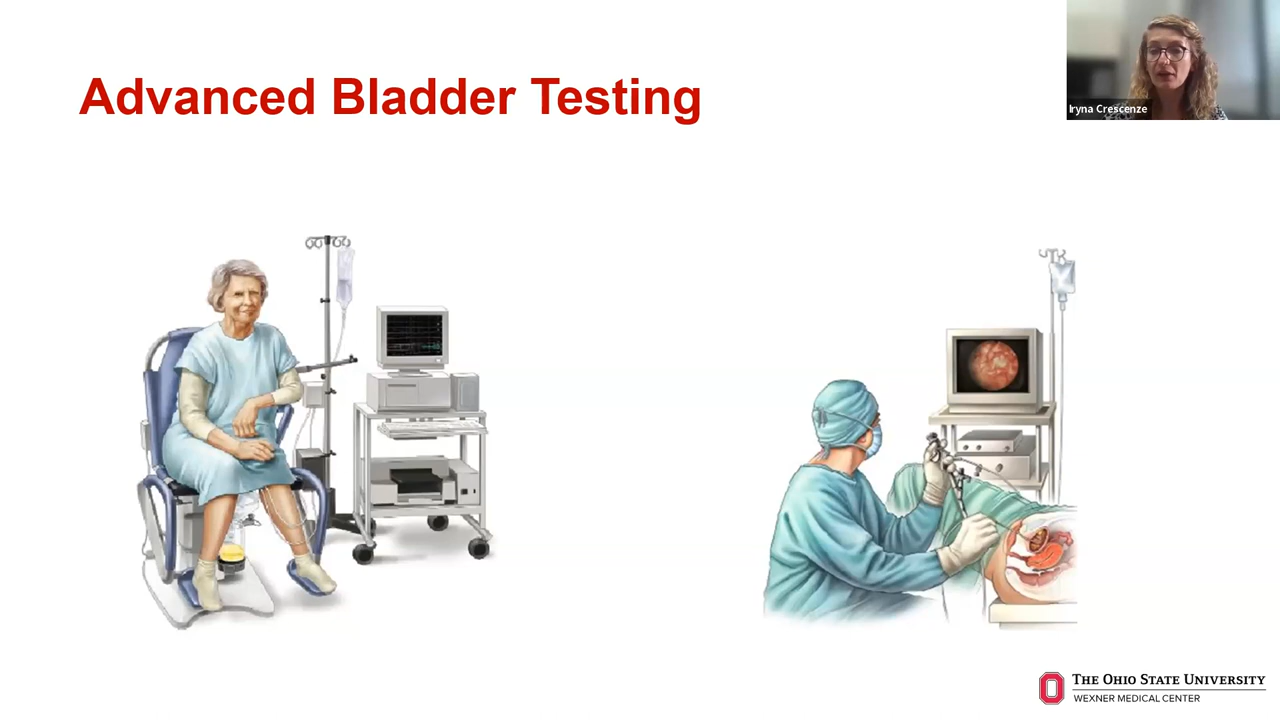 Advanced Bladder Testing
Iryna Crescenze
THE OHIO STATE UNIVERSITY
WEXNER MEDICAL CENTER